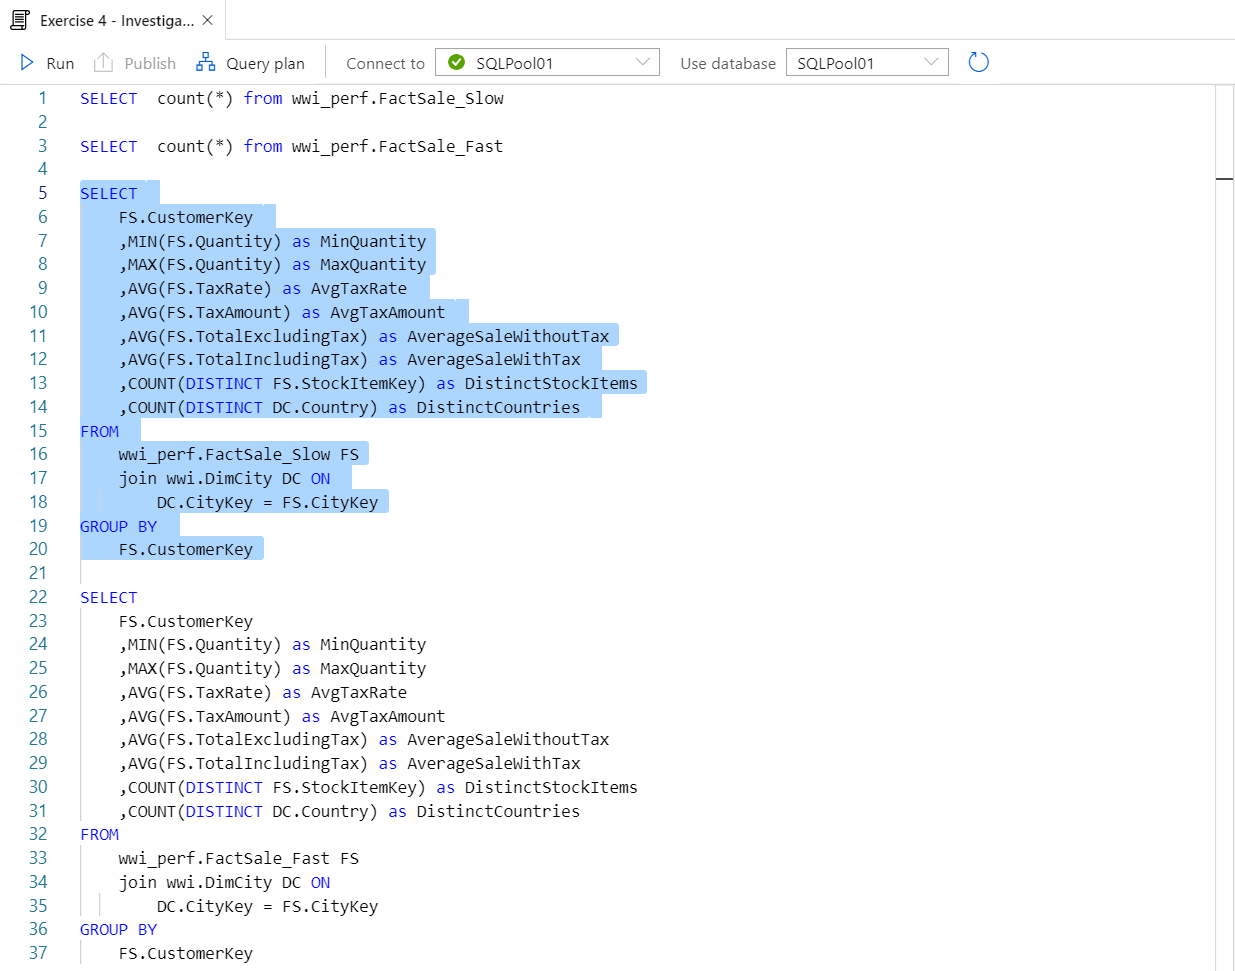 Exercise 4 - Investiga...
Run Publish Query plan Connect to SQLPool01 Use database SQLPool01
1 SELECT  count(*) from wwi_perf.FactSale_Slow
2
3 SELECT  count(*) from wwi_perf.FactSale_Fast
4
5 SELECT
6     FS.CustomerKey
7     ,MIN(FS.Quantity) as MinQuantity
8     ,MAX(FS.Quantity) as MaxQuantity
9     ,AVG(FS.TaxRate) as AvgTaxRate
10     ,AVG(FS.TaxAmount) as AvgTaxAmount
11     ,AVG(FS.TotalExcludingTax) as AverageSaleWithoutTax
12     ,AVG(FS.TotalIncludingTax) as AverageSaleWithTax
13     ,COUNT(DISTINCT FS.StockItemKey) as DistinctStockItems
14     ,COUNT(DISTINCT DC.Country) as DistinctCountries
15 FROM
16     wwi_perf.FactSale_Slow FS
17     join wwi.DimCity DC ON
18         DC.CityKey = FS.CityKey
19 GROUP BY
20     FS.CustomerKey
21
22 SELECT
23     FS.CustomerKey
24     ,MIN(FS.Quantity) as MinQuantity
25     ,MAX(FS.Quantity) as MaxQuantity
26     ,AVG(FS.TaxRate) as AvgTaxRate
27     ,AVG(FS.TaxAmount) as AvgTaxAmount
28     ,AVG(FS.TotalExcludingTax) as AverageSaleWithoutTax
29     ,AVG(FS.TotalIncludingTax) as AverageSaleWithTax
30     ,COUNT(DISTINCT FS.StockItemKey) as DistinctStockItems
31     ,COUNT(DISTINCT DC.Country) as DistinctCountries
32 FROM
33     wwi_perf.FactSale_Fast FS
34     join wwi.DimCity DC ON
35         DC.CityKey = FS.CityKey
36 GROUP BY
37     FS.CustomerKey